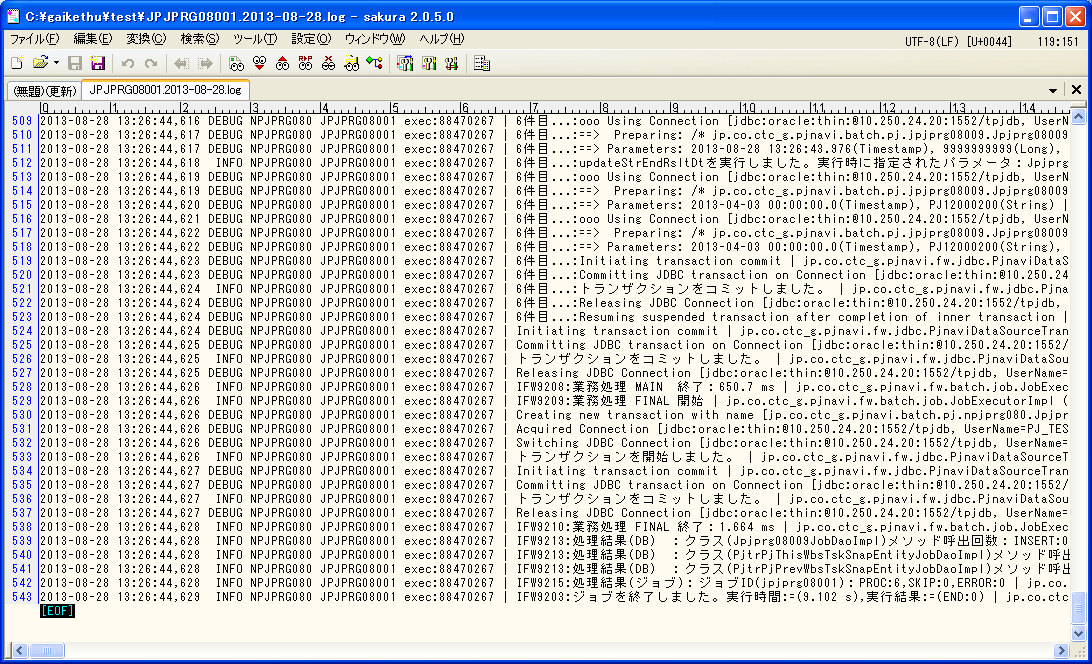 C:¥gaikethu¥test¥JPJPRG08001.2013-08-28.log - sakura 2.0.5.0
ファイル(F) 編集(E) 変換(C) 検索(S) ツール(T) 設定(O) ウィンドウ(W) ヘルプ(H) UTF-8(LF) [U+0044] 119:151
(無題)(更新) JPJPRG08001.2013-08-28.log
0 1 2 3 4 5 6 7 8 9 10 11 12 13 14
509 2013-08-28 13:26:44,616 DEBUG NPJPRG080 JPJPRG08001 exec:88470267 | 6件目...:ooo Using Connection [jdbc:oracle:thin:@10.250.24.20:1552/tpjdb, UserN
510 2013-08-28 13:26:44,617 DEBUG NPJPRG080 JPJPRG08001 exec:88470267 | 6件目...:==>  Preparing: /* jp.co.ctc_g.pjnavi.batch.pj.jpjprg080.Jpjprg08009
511 2013-08-28 13:26:44,617 DEBUG NPJPRG080 JPJPRG08001 exec:88470267 | 6件目...:==> Parameters: 2013-08-28 13:26:43.976(Timestamp), 9999999999(Long),
512 2013-08-28 13:26:44,618  INFO NPJPRG080 JPJPRG08001 exec:88470267 | 6件目...:updateStrEndRsltDtを実行しました。実行時に指定されたパラメータ:Jpjprg
513 2013-08-28 13:26:44,619 DEBUG NPJPRG080 JPJPRG08001 exec:88470267 | 6件目...:ooo Using Connection [jdbc:oracle:thin:@10.250.24.20:1552/tpjdb, UserN
514 2013-08-28 13:26:44,619 DEBUG NPJPRG080 JPJPRG08001 exec:88470267 | 6件目...:==>  Preparing: /* jp.co.ctc_g.pjnavi.batch.pj.jpjprg080.Jpjprg08009
515 2013-08-28 13:26:44,620 DEBUG NPJPRG080 JPJPRG08001 exec:88470267 | 6件目...:==> Parameters: 2013-04-03 00:00:00.0(Timestamp), PJ12000200(String) |
516 2013-08-28 13:26:44,621 DEBUG NPJPRG080 JPJPRG08001 exec:88470267 | 6件目...:ooo Using Connection [jdbc:oracle:thin:@10.250.24.20:1552/tpjdb, UserN
517 2013-08-28 13:26:44,622 DEBUG NPJPRG080 JPJPRG08001 exec:88470267 | 6件目...:==>  Preparing: /* jp.co.ctc_g.pjnavi.batch.pj.jpjprg080.Jpjprg08009
518 2013-08-28 13:26:44,622 DEBUG NPJPRG080 JPJPRG08001 exec:88470267 | 6件目...:==> Parameters: 2013-04-03 00:00:00.0(Timestamp), PJ12000200(String),
519 2013-08-28 13:26:44,623 DEBUG NPJPRG080 JPJPRG08001 exec:88470267 | 6件目...:Initiating transaction commit | jp.co.ctc_g.pjnavi.fw.jdbc.PjnaviDataS
520 2013-08-28 13:26:44,623 DEBUG NPJPRG080 JPJPRG08001 exec:88470267 | 6件目...:Committing JDBC transaction on Connection [jdbc:oracle:thin:@10.250.24
521 2013-08-28 13:26:44,624  INFO NPJPRG080 JPJPRG08001 exec:88470267 | 6件目...:トランザクションをコミットしました。 | jp.co.ctc_g.pjnavi.fw.jdbc.Pjna
522 2013-08-28 13:26:44,624 DEBUG NPJPRG080 JPJPRG08001 exec:88470267 | 6件目...:Releasing JDBC Connection [jdbc:oracle:thin:@10.250.24.20:1552/tpjdb,
523 2013-08-28 13:26:44,624 DEBUG NPJPRG080 JPJPRG08001 exec:88470267 | 6件目...:Resuming suspended transaction after completion of inner transaction |
524 2013-08-28 13:26:44,624 DEBUG NPJPRG080 JPJPRG08001 exec:88470267 | Initiating transaction commit | jp.co.ctc_g.pjnavi.fw.jdbc.PjnaviDataSourceTran
525 2013-08-28 13:26:44,625 DEBUG NPJPRG080 JPJPRG08001 exec:88470267 | Committing JDBC transaction on Connection [jdbc:oracle:thin:@10.250.24.20:1552/
526 2013-08-28 13:26:44,625  INFO NPJPRG080 JPJPRG08001 exec:88470267 | トランザクションをコミットしました。 | jp.co.ctc_g.pjnavi.fw.jdbc.PjnaviDataSou
527 2013-08-28 13:26:44,625 DEBUG NPJPRG080 JPJPRG08001 exec:88470267 | Releasing JDBC Connection [jdbc:oracle:thin:@10.250.24.20:1552/tpjdb, UserName=
528 2013-08-28 13:26:44,625  INFO NPJPRG080 JPJPRG08001 exec:88470267 | IFW9208:業務処理 MAIN  終了:650.7 ms | jp.co.ctc_g.pjnavi.fw.batch.job.JobExec
529 2013-08-28 13:26:44,626  INFO NPJPRG080 JPJPRG08001 exec:88470267 | IFW9209:業務処理 FINAL 開始 | jp.co.ctc_g.pjnavi.fw.batch.job.JobExecutorImpl (
530 2013-08-28 13:26:44,626 DEBUG NPJPRG080 JPJPRG08001 exec:88470267 | Creating new transaction with name [jp.co.ctc_g.pjnavi.batch.pj.npjprg080.Jpjpr
531 2013-08-28 13:26:44,626 DEBUG NPJPRG080 JPJPRG08001 exec:88470267 | Acquired Connection [jdbc:oracle:thin:@10.250.24.20:1552/tpjdb, UserName=PJ_TES
532 2013-08-28 13:26:44,626 DEBUG NPJPRG080 JPJPRG08001 exec:88470267 | Switching JDBC Connection [jdbc:oracle:thin:@10.250.24.20:1552/tpjdb, UserName=
533 2013-08-28 13:26:44,626  INFO NPJPRG080 JPJPRG08001 exec:88470267 | トランザクションを開始しました。 | jp.co.ctc_g.pjnavi.fw.jdbc.PjnaviDataSourceT
534 2013-08-28 13:26:44,627 DEBUG NPJPRG080 JPJPRG08001 exec:88470267 | Initiating transaction commit | jp.co.ctc_g.pjnavi.fw.jdbc.PjnaviDataSourceTran
535 2013-08-28 13:26:44,627 DEBUG NPJPRG080 JPJPRG08001 exec:88470267 | Committing JDBC transaction on Connection [jdbc:oracle:thin:@10.250.24.20:1552/
536 2013-08-28 13:26:44,627  INFO NPJPRG080 JPJPRG08001 exec:88470267 | トランザクションをコミットしました。 | jp.co.ctc_g.pjnavi.fw.jdbc.PjnaviDataSou
537 2013-08-28 13:26:44,627 DEBUG NPJPRG080 JPJPRG08001 exec:88470267 | Releasing JDBC Connection [jdbc:oracle:thin:@10.250.24.20:1552/tpjdb, UserName=
538 2013-08-28 13:26:44,628  INFO NPJPRG080 JPJPRG08001 exec:88470267 | IFW9210:業務処理 FINAL 終了:1.664 ms | jp.co.ctc_g.pjnavi.fw.batch.job.JobExec
539 2013-08-28 13:26:44,628  INFO NPJPRG080 JPJPRG08001 exec:88470267 | IFW9213:処理結果(DB)  :クラス(Jpjprg08009JobDaoImpl)メソッド呼出回数:INSERT:0
540 2013-08-28 13:26:44,628  INFO NPJPRG080 JPJPRG08001 exec:88470267 | IFW9213:処理結果(DB)  :クラス(PjtrPjThisWbsTskSnapEntityJobDaoImpl)メソッド呼出
541 2013-08-28 13:26:44,628  INFO NPJPRG080 JPJPRG08001 exec:88470267 | IFW9213:処理結果(DB)  :クラス(PjtrPjPrevWbsTskSnapEntityJobDaoImpl)メソッド呼出
542 2013-08-28 13:26:44,628  INFO NPJPRG080 JPJPRG08001 exec:88470267 | IFW9215:処理結果(ジョブ):ジョブID(jpjprg08001):PROC:6,SKIP:0,ERROR:0 | jp.co.
543 2013-08-28 13:26:44,629  INFO NPJPRG080 JPJPRG08001 exec:88470267 | IFW9203:ジョブを終了しました。実行時間:=(9.102 s),実行結果:=(END:0) | jp.co.ct
[EOF]